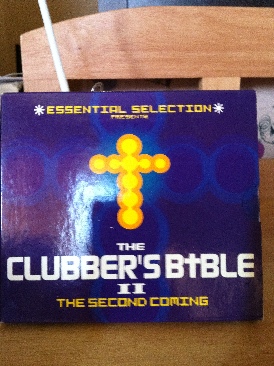 *ESSENTIAL SELECTION*
PRESENTS
THE
CLUBBER'S BIBLE
II
THE SECOND COMING